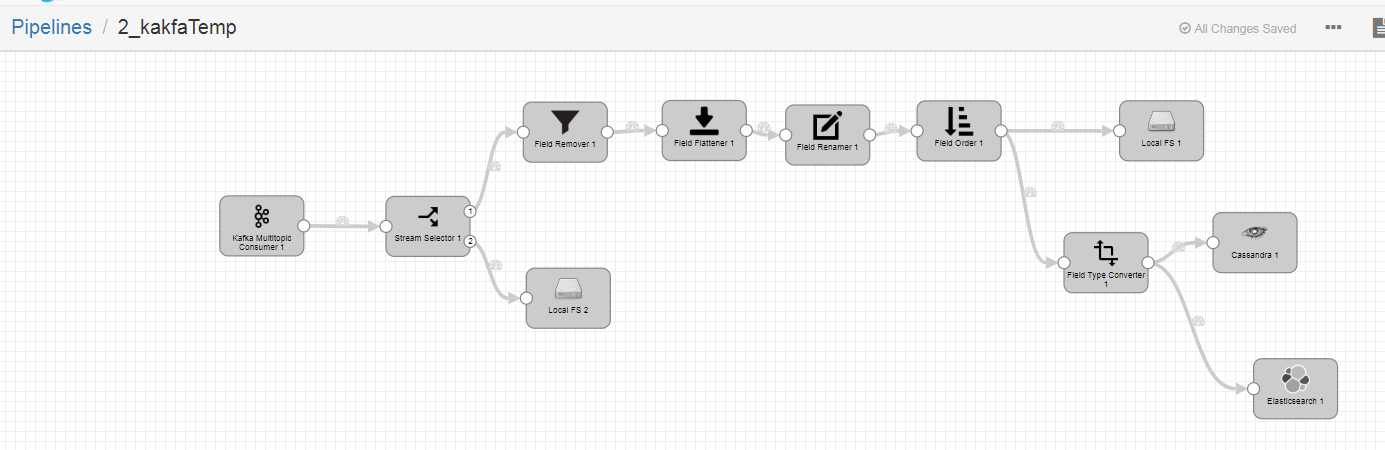 Pipelines / 2_kakfaTemp
All Changes Saved
Field Remover 1
Field Flattener 1
Field Renamer 1
Field Order 1
Local FS 1
Kafka Multitopic
Consumer 1
Stream Selector 1
1
2
Local FS 2
Field Type Converter
1
Cassandra 1
Elasticsearch 1